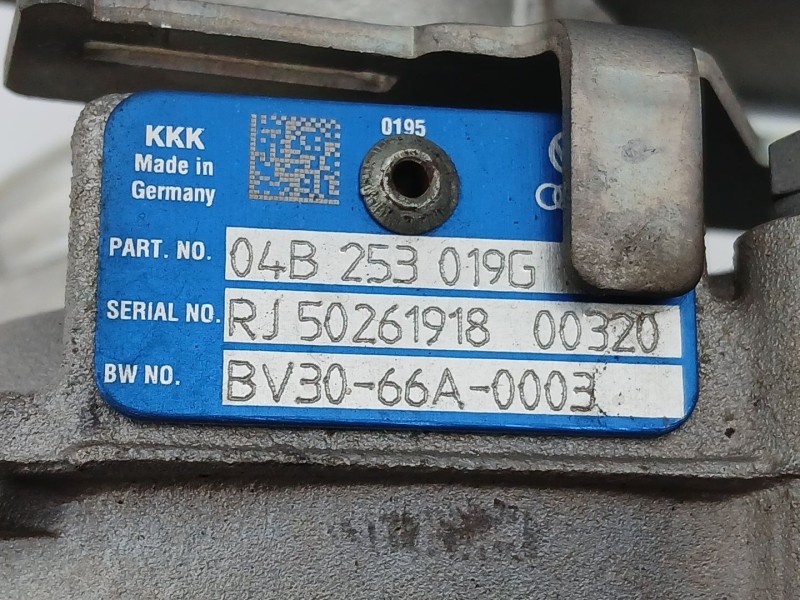 KKK
Made in
Germany
0195
PART. NO. 04B 253 019G
SERIAL NO. RJ 50261918 00320
BW NO. BV30-66A-0003